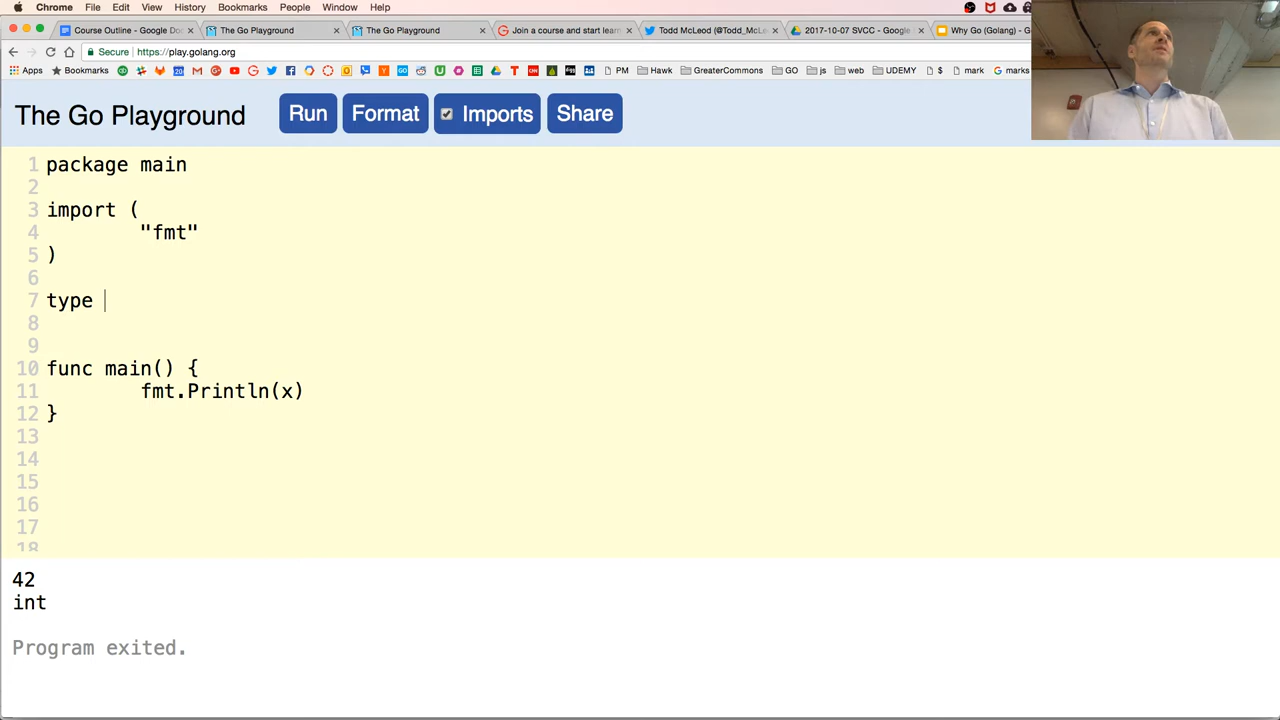 Chrome File Edit View History Bookmarks People Window Help
Course Outline - Google Do
The Go Playground
The Go Playground
Join a course and start learn
Todd McLeod (@Todd_McLe
2017-10-07 SVCC - Google
Why Go (Golang) - G
Secure https://play.golang.org
Apps Bookmarks 20 PM Hawk GreaterCommons GO js web UDEMY $ mark marks
The Go Playground Run Format Imports Share
1 package main
2
3 import (
4 "fmt"
5 )
6
7 type
8
9
10 func main() {
11 fmt.Println(x)
12 }
13
14
15
16
17
18
42
int
Program exited.